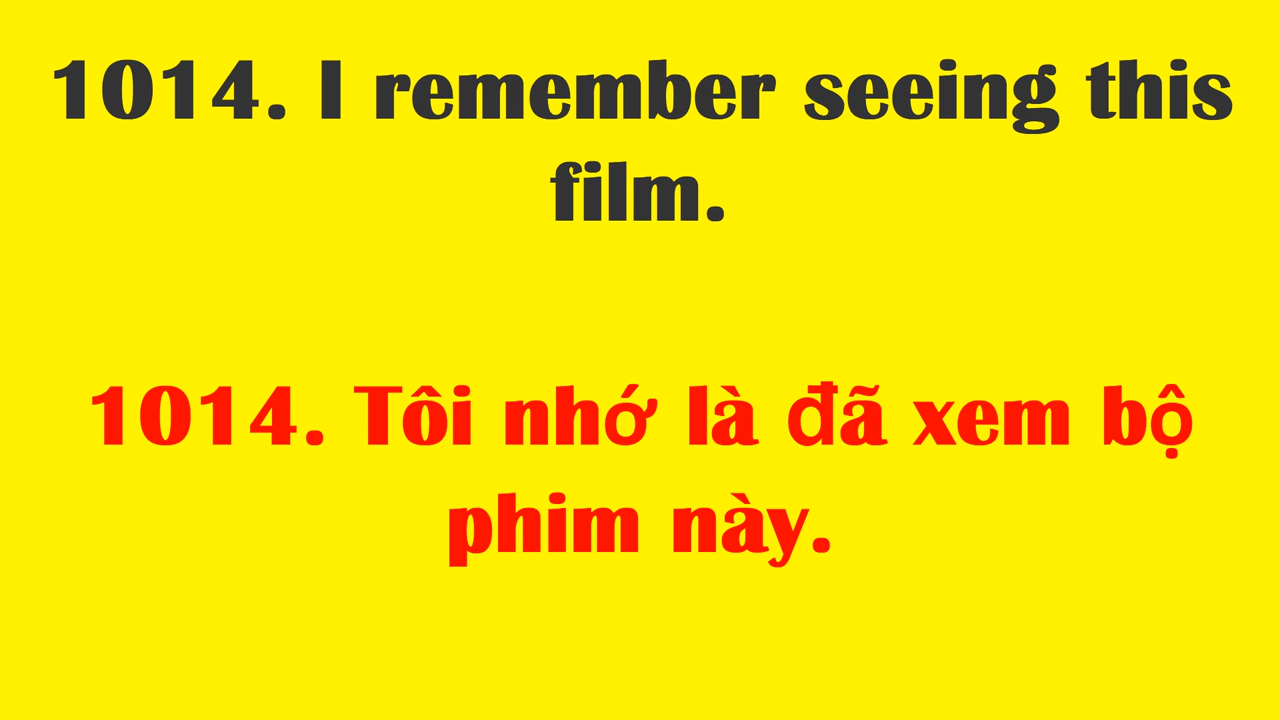 1014. I remember seeing this
film.
1014. Tôi nhớ là đã xem bộ
phim này.